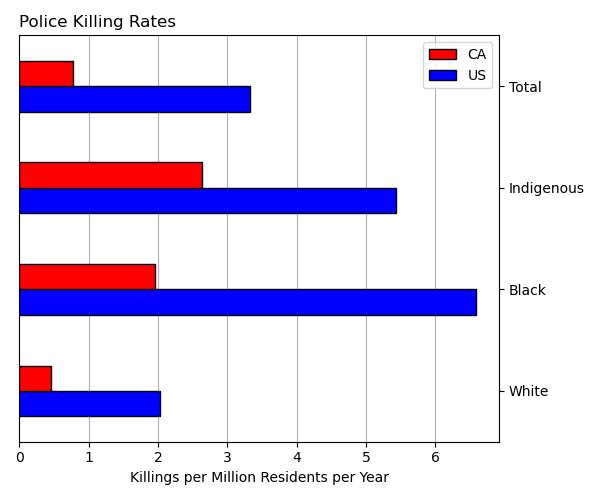 Police Killing Rates
CA
US
Total
Indigenous
Black
White
0 1 2 3 4 5 6
Killings per Million Residents per Year